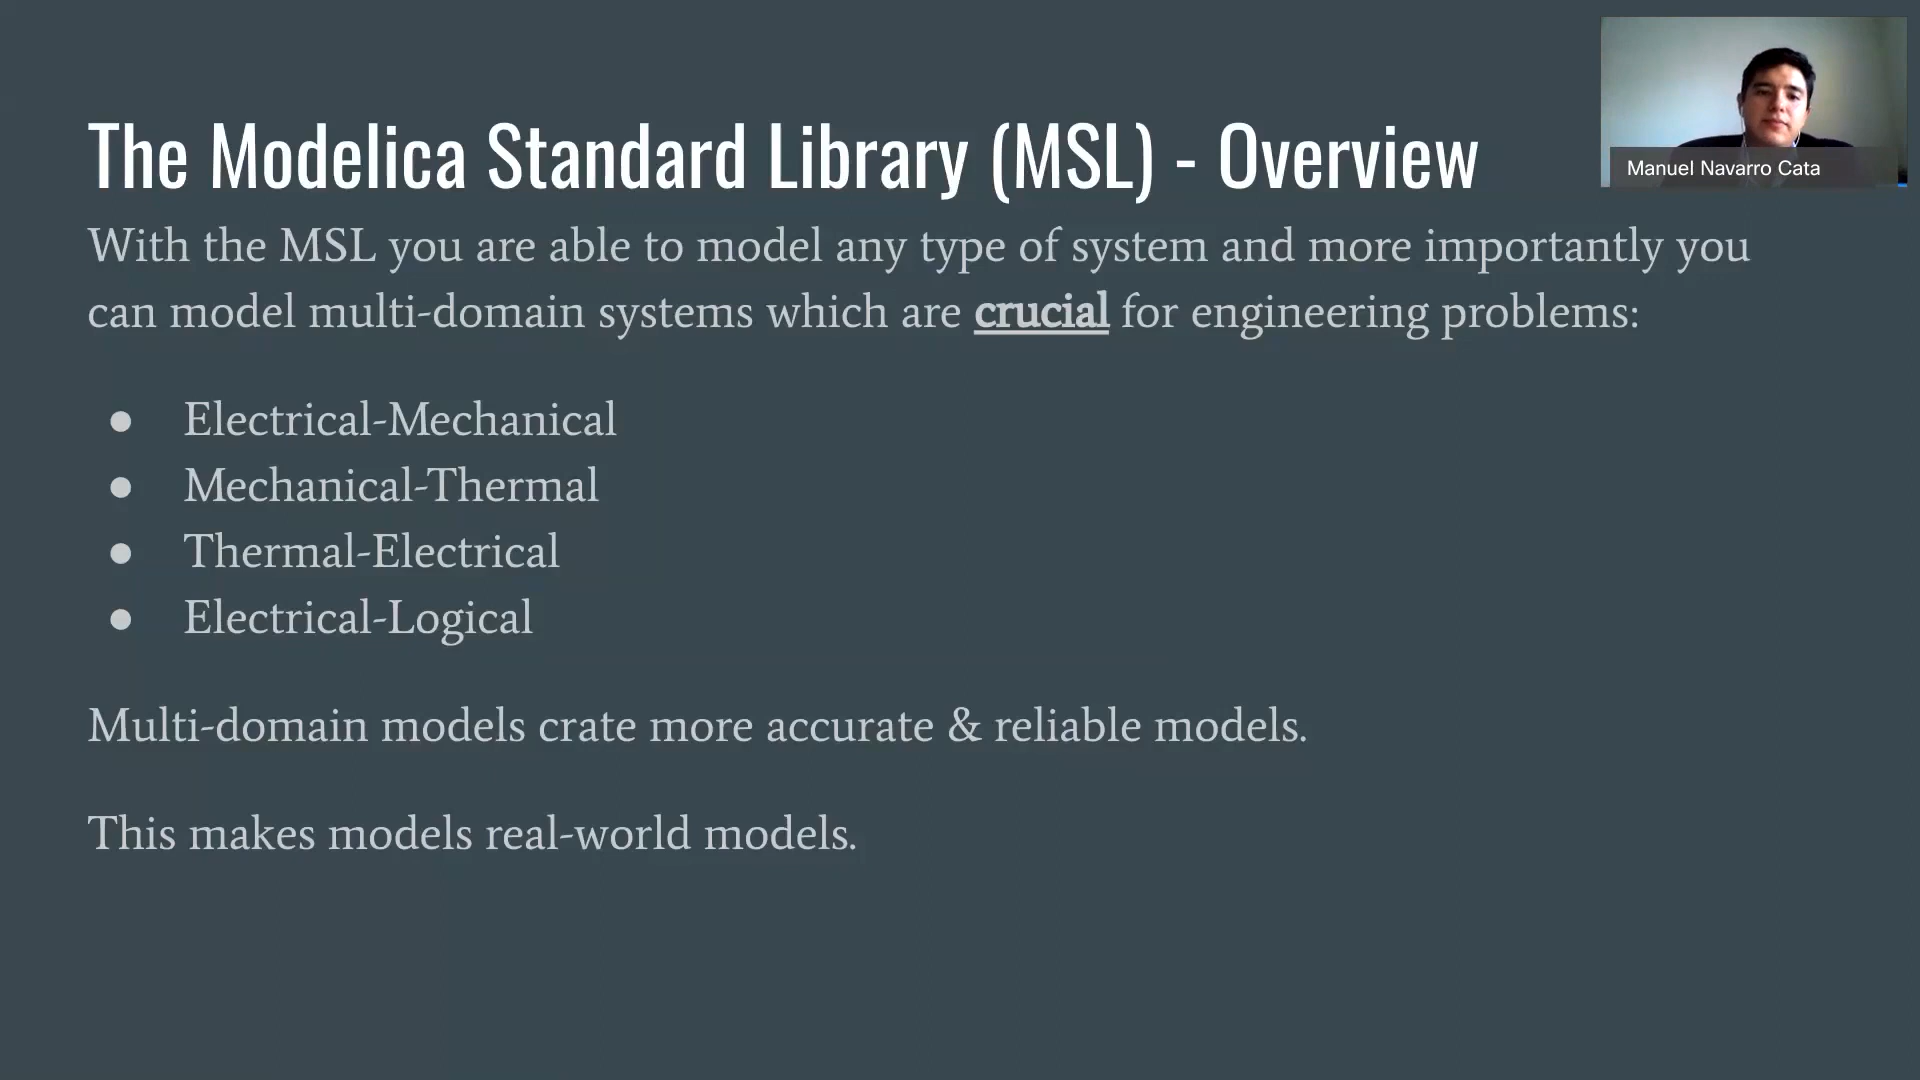 The Modelica Standard Library (MSL) - Overview
Manuel Navarro Cata
With the MSL you are able to model any type of system and more importantly you
can model multi-domain systems which are crucial for engineering problems:
● Electrical-Mechanical
● Mechanical-Thermal
● Thermal-Electrical
● Electrical-Logical
Multi-domain models crate more accurate & reliable models.
This makes models real-world models.